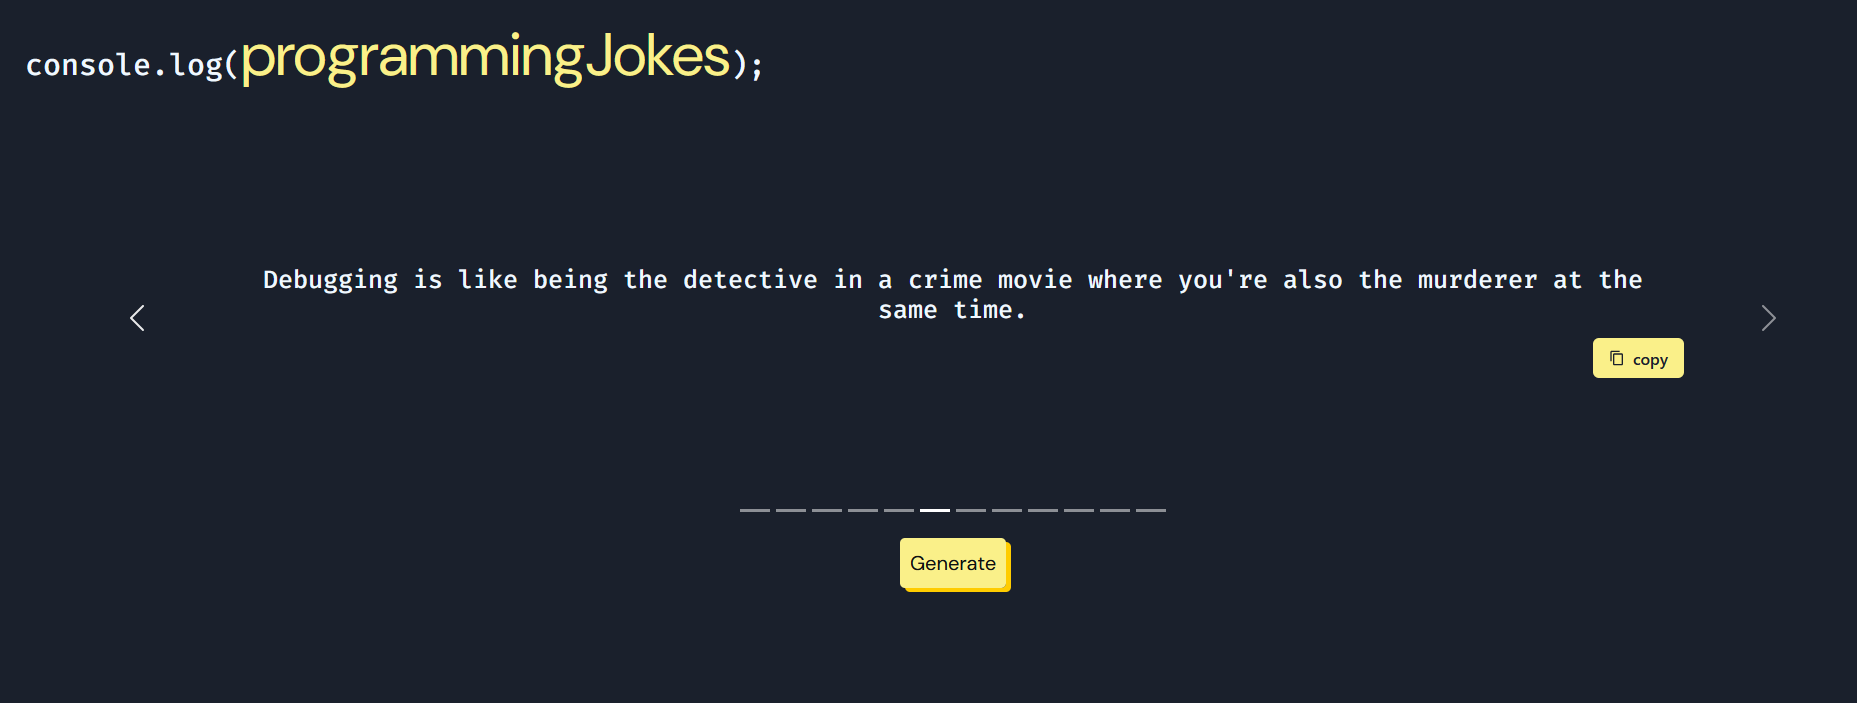 console.log(programmingJokes);
Debugging is like being the detective in a crime movie where you're also the murderer at the
same time.
copy
Generate